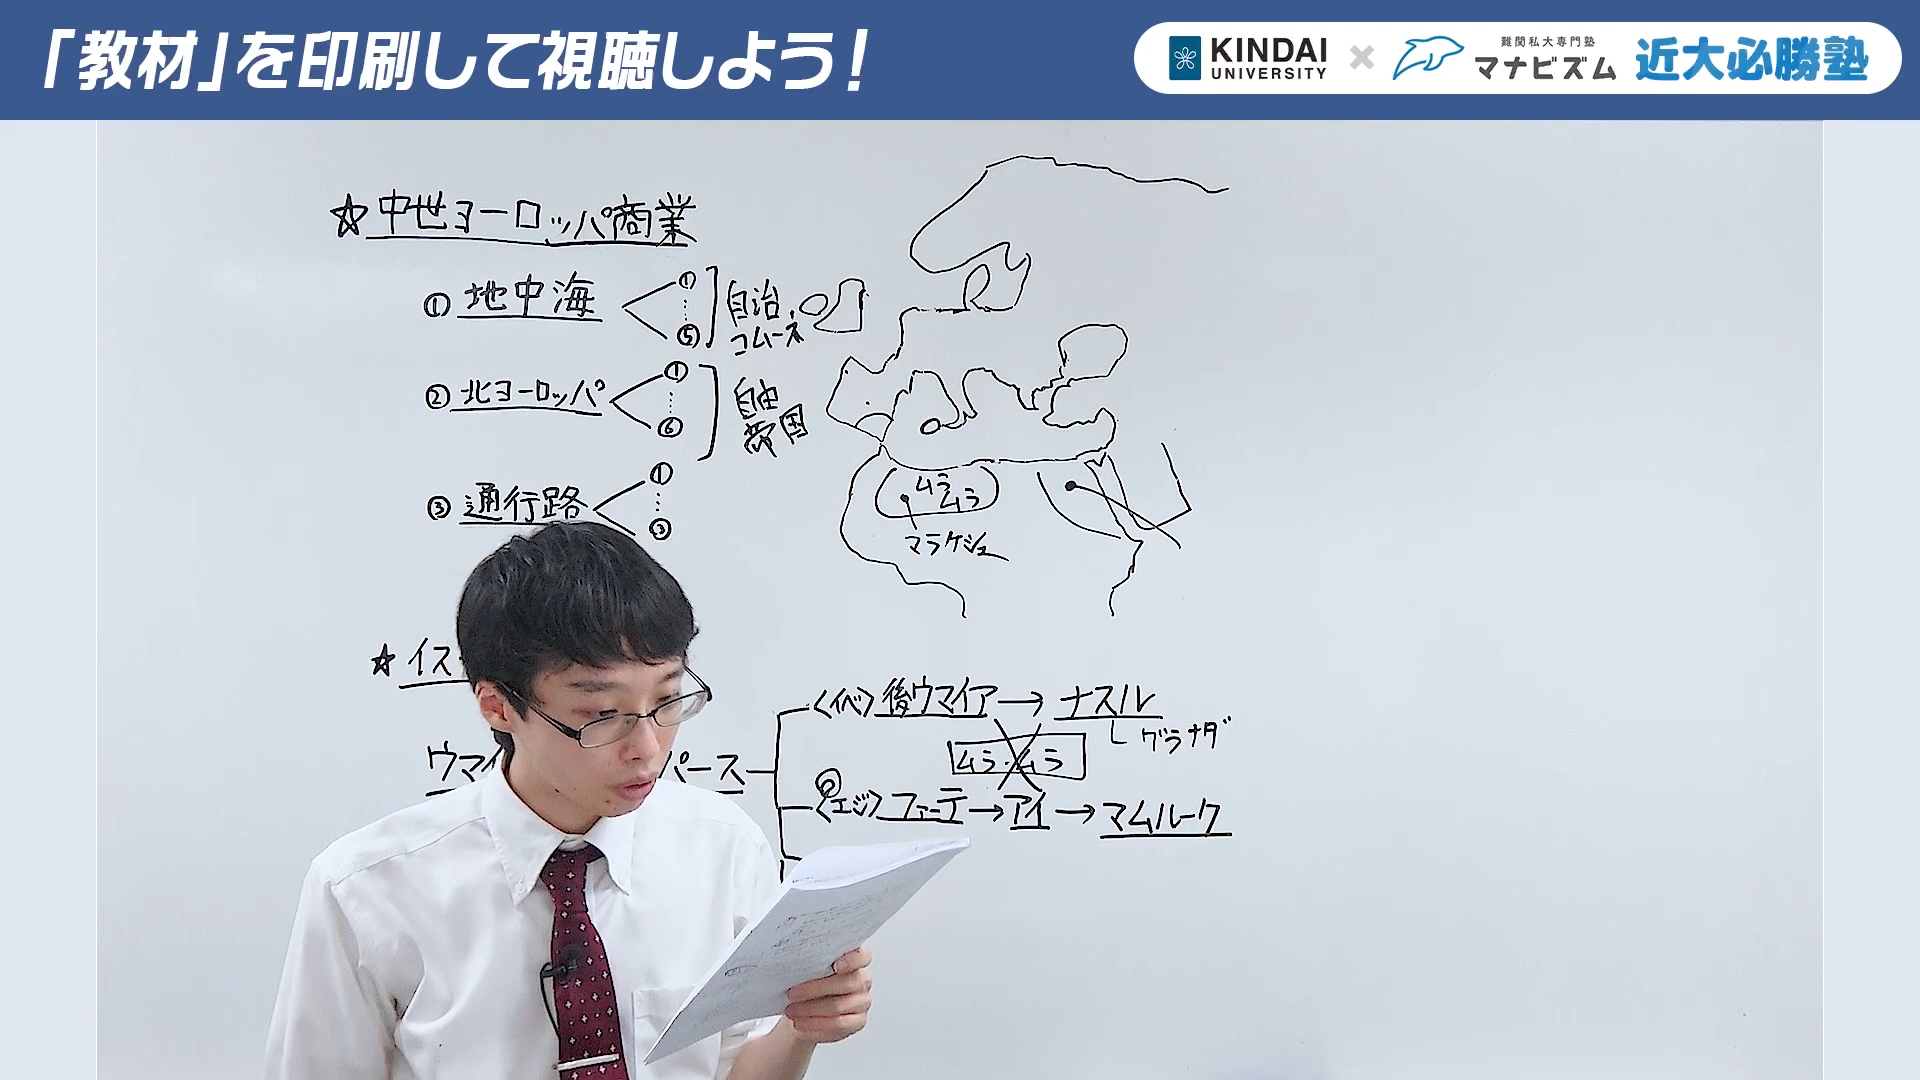 「教材」を印刷して視聴しよう!
KINDAI UNIVERSITY × 難関私大専門塾 マナビズム 近大必勝塾
☆中世ヨーロッパ商業
① 地中海 ① ⑤ 自治、コムーネ
② 北ヨーロッパ ① ⑥ 自由 帝国
③ 通行路 ① ③
ムラ ムラ
マラケシュ
☆イス
〈イベ〉後ウマイア→ナスル
グラナダ
ムラ・ムラ
ウマイ バース
〈エジ〉ファーテ→アイ→マムルーク